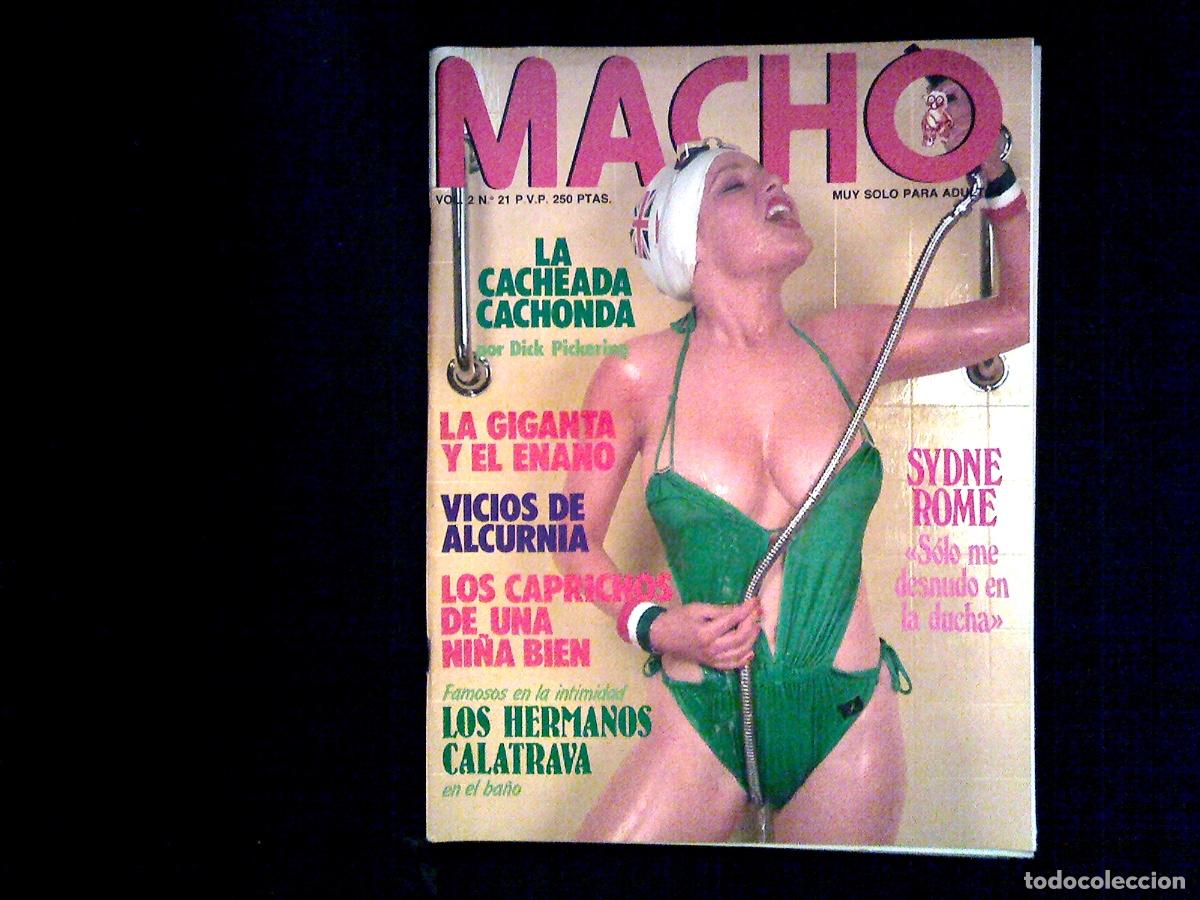 MACHO
VOL. 2 N.º 21 P.V.P. 250 PTAS.
MUY SOLO PARA
LA
CACHEADA
CACHONDA
por Dick Pickering
LA GIGANTA
Y EL ENANO
VICIOS DE
ALCURNIA
LOS CAPRICHOS
DE UNA
NIÑA BIEN
Famosos en la intimidad
LOS HERMANOS
CALATRAVA
en el baño
SYDNE
ROME
«Sólo me
desnudo en
la ducha»
todocoleccion